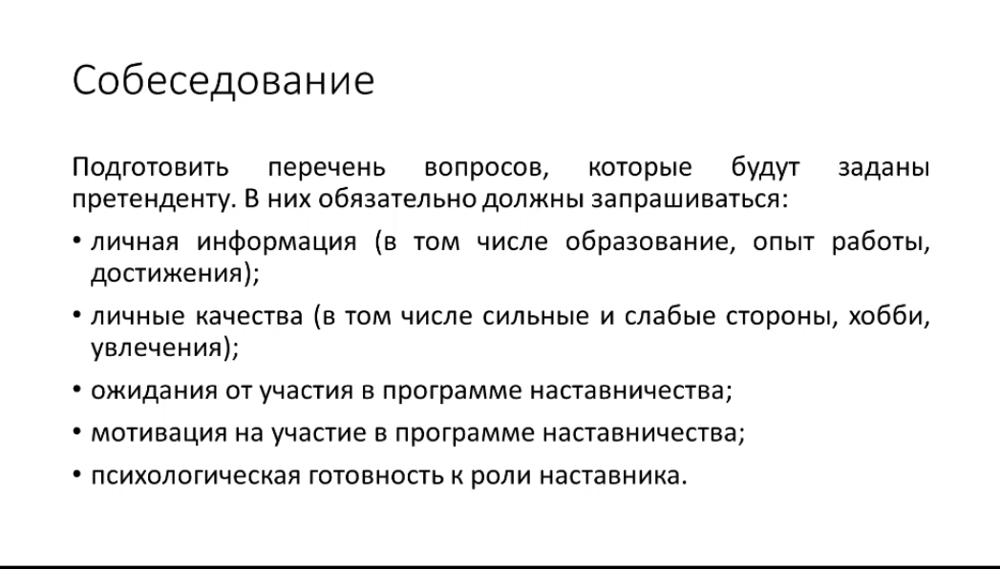 Собеседование
Подготовить перечень вопросов, которые будут заданы
претенденту. В них обязательно должны запрашиваться:
• личная информация (в том числе образование, опыт работы,
достижения);
• личные качества (в том числе сильные и слабые стороны, хобби,
увлечения);
• ожидания от участия в программе наставничества;
• мотивация на участие в программе наставничества;
• психологическая готовность к роли наставника.